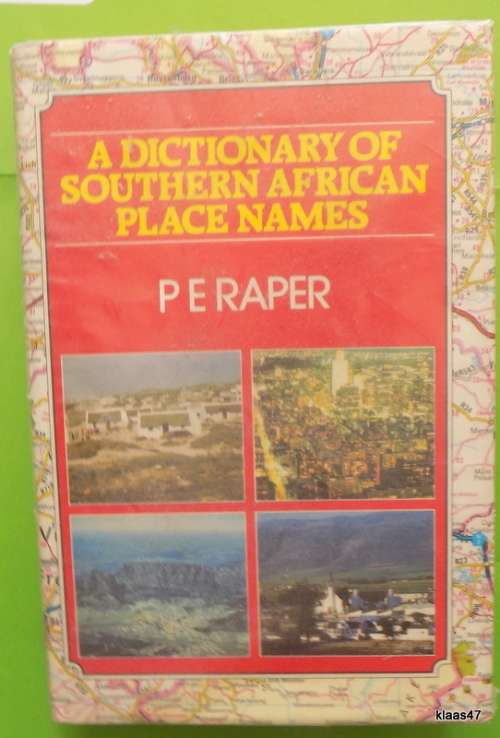 A DICTIONARY OF
SOUTHERN AFRICAN
PLACE NAMES
P E RAPER
klaas47